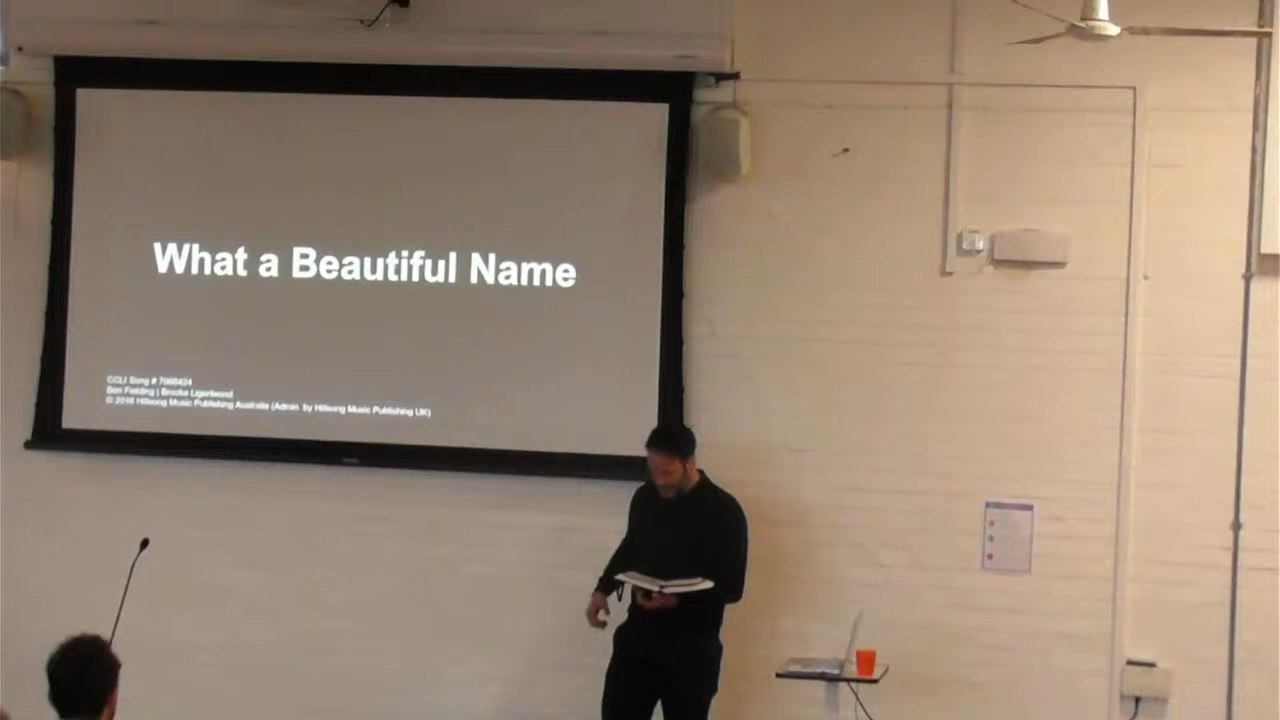 What a Beautiful Name
CCLI Song # 7068424
Ben Fielding | Brooke Ligertwood
© 2016 Hillsong Music Publishing Australia (Admin. by Hillsong Music Publishing UK)